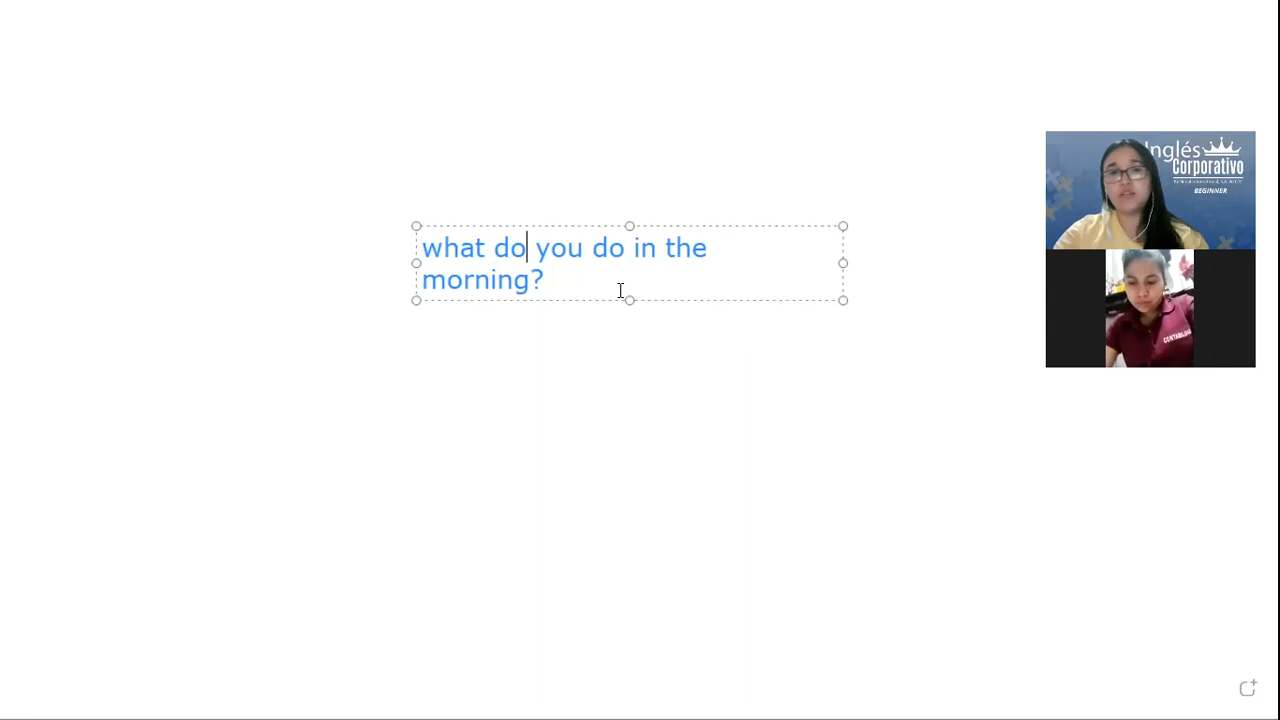 what do you do in the
morning?
Inglés
Corporativo
BEGINNER